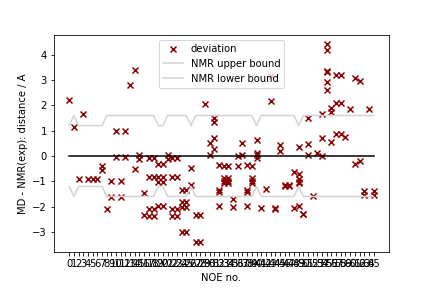 deviation
NMR upper bound
NMR lower bound
MD - NMR(exp): distance / A
4
3
2
1
0
−1
−2
−3
NOE no.